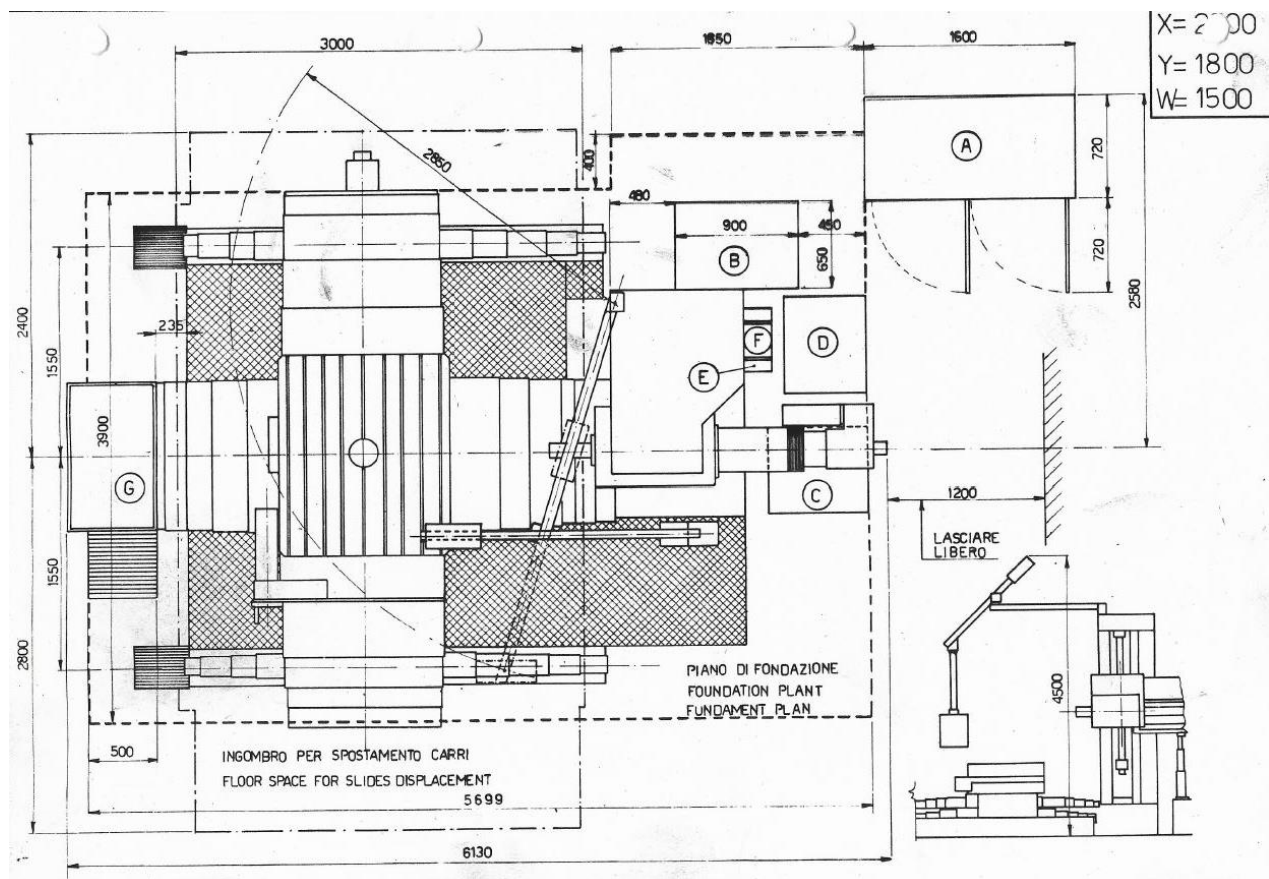 3000
1850
1600
X= 2
00
Y= 1800
W= 1500
A
720
400
2850
480
900
450
B
650
720
2580
2400
1550
235
F
D
E
3900
G
C
1200
LASCIARE
LIBERO
1550
2800
4500
PIANO DI FONDAZIONE
FOUNDATION PLANT
FUNDAMENT PLAN
500
INGOMBRO PER SPOSTAMENTO CARRI
FLOOR SPACE FOR SLIDES DISPLACEMENT
5699
6130